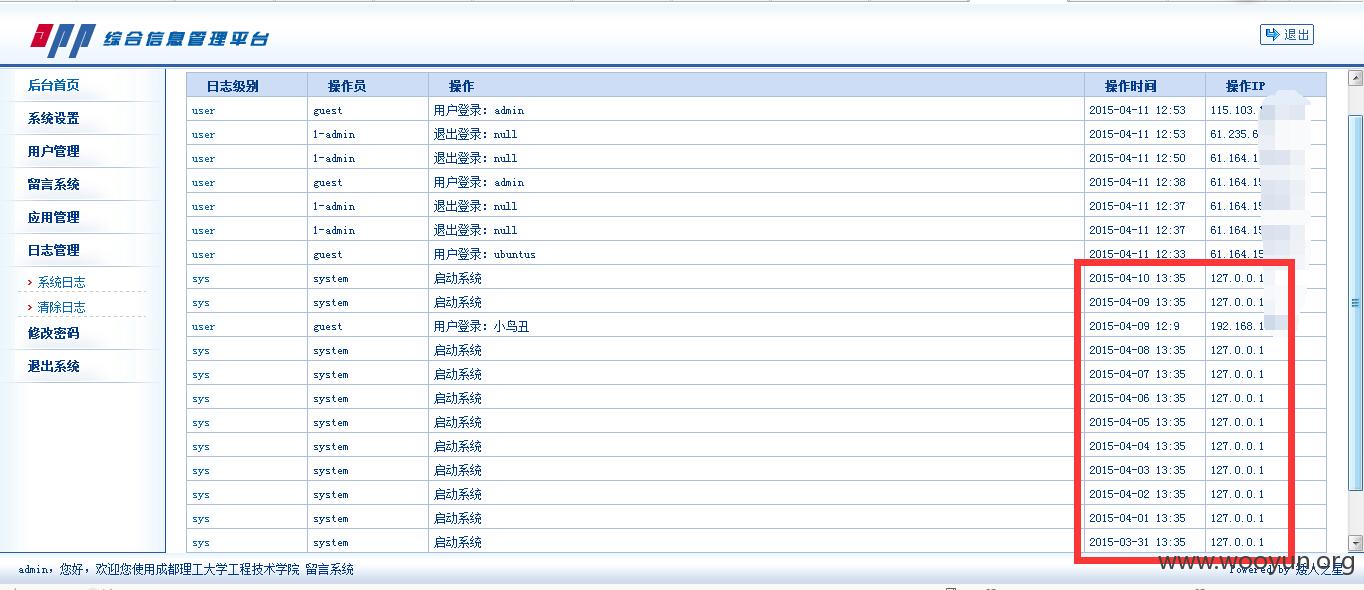 综合信息管理平台
退出
后台首页
系统设置
用户管理
留言系统
应用管理
日志管理
系统日志
清除日志
修改密码
退出系统
日志级别 操作员 操作 操作时间 操作IP
user guest 用户登录: admin 2015-04-11 12:53 115.103.
user 1-admin 退出登录: null 2015-04-11 12:53 61.235.6
user 1-admin 退出登录: null 2015-04-11 12:50 61.164.1
user guest 用户登录: admin 2015-04-11 12:38 61.164.15
user 1-admin 退出登录: null 2015-04-11 12:37 61.164.15
user 1-admin 退出登录: null 2015-04-11 12:37 61.164.15
user guest 用户登录: ubuntus 2015-04-11 12:33 61.164.15
sys system 启动系统 2015-04-10 13:35 127.0.0.1
sys system 启动系统 2015-04-09 13:35 127.0.0.1
user guest 用户登录: 小鸟丑 2015-04-09 12:9 192.168.1
sys system 启动系统 2015-04-08 13:35 127.0.0.1
sys system 启动系统 2015-04-07 13:35 127.0.0.1
sys system 启动系统 2015-04-06 13:35 127.0.0.1
sys system 启动系统 2015-04-05 13:35 127.0.0.1
sys system 启动系统 2015-04-04 13:35 127.0.0.1
sys system 启动系统 2015-04-03 13:35 127.0.0.1
sys system 启动系统 2015-04-02 13:35 127.0.0.1
sys system 启动系统 2015-04-01 13:35 127.0.0.1
sys system 启动系统 2015-03-31 13:35 127.0.0.1
admin, 您好, 欢迎您使用成都理工大学工程技术学院 留言系统
Powered by 矮人之星
www.wooyun.org